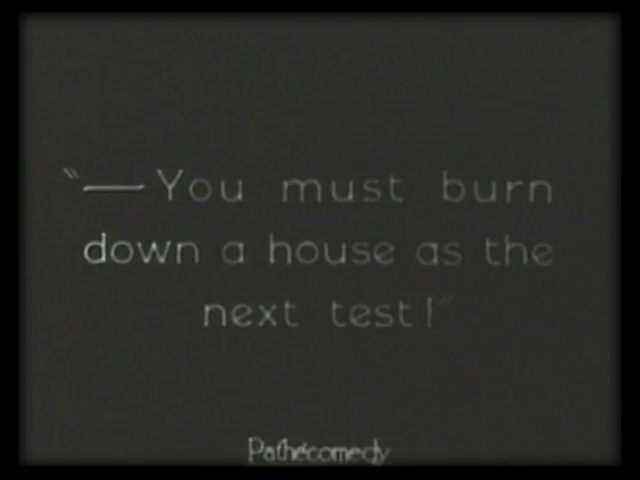 “—You must burn
down a house as the
next test!”
Pathécomedy